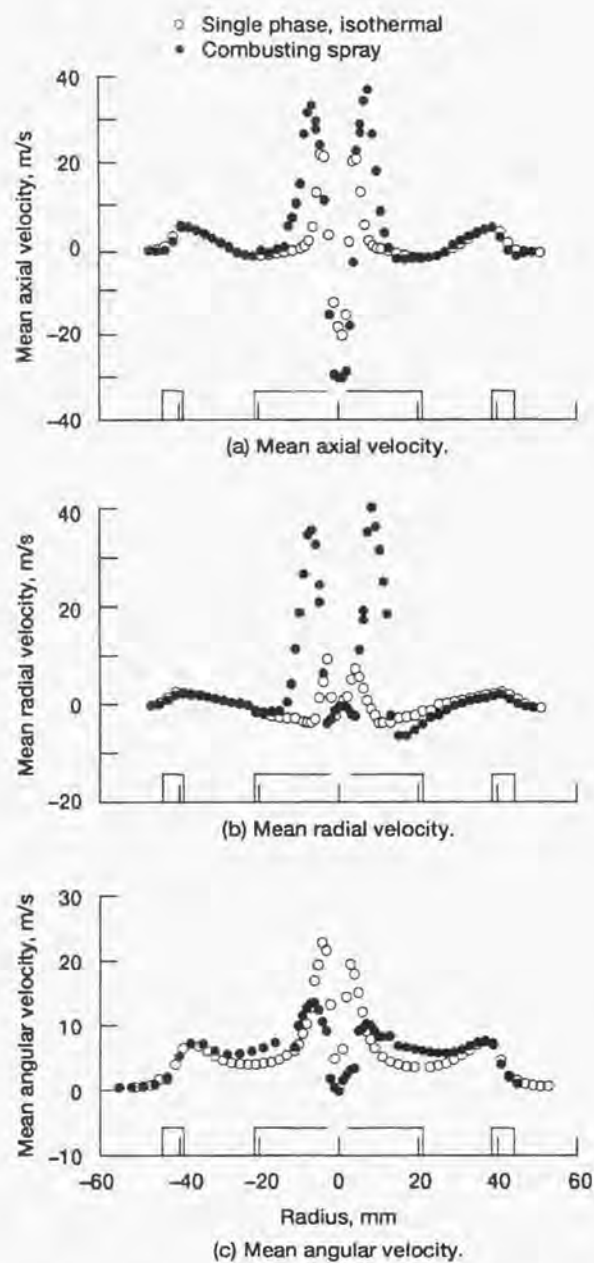 ○ Single phase, isothermal
● Combusting spray
Mean axial velocity, m/s
40
20
0
−20
−40
(a) Mean axial velocity.
Mean radial velocity, m/s
40
20
0
−20
(b) Mean radial velocity.
Mean angular velocity, m/s
30
20
10
0
−10
−60 −40 −20 0 20 40 60
Radius, mm
(c) Mean angular velocity.